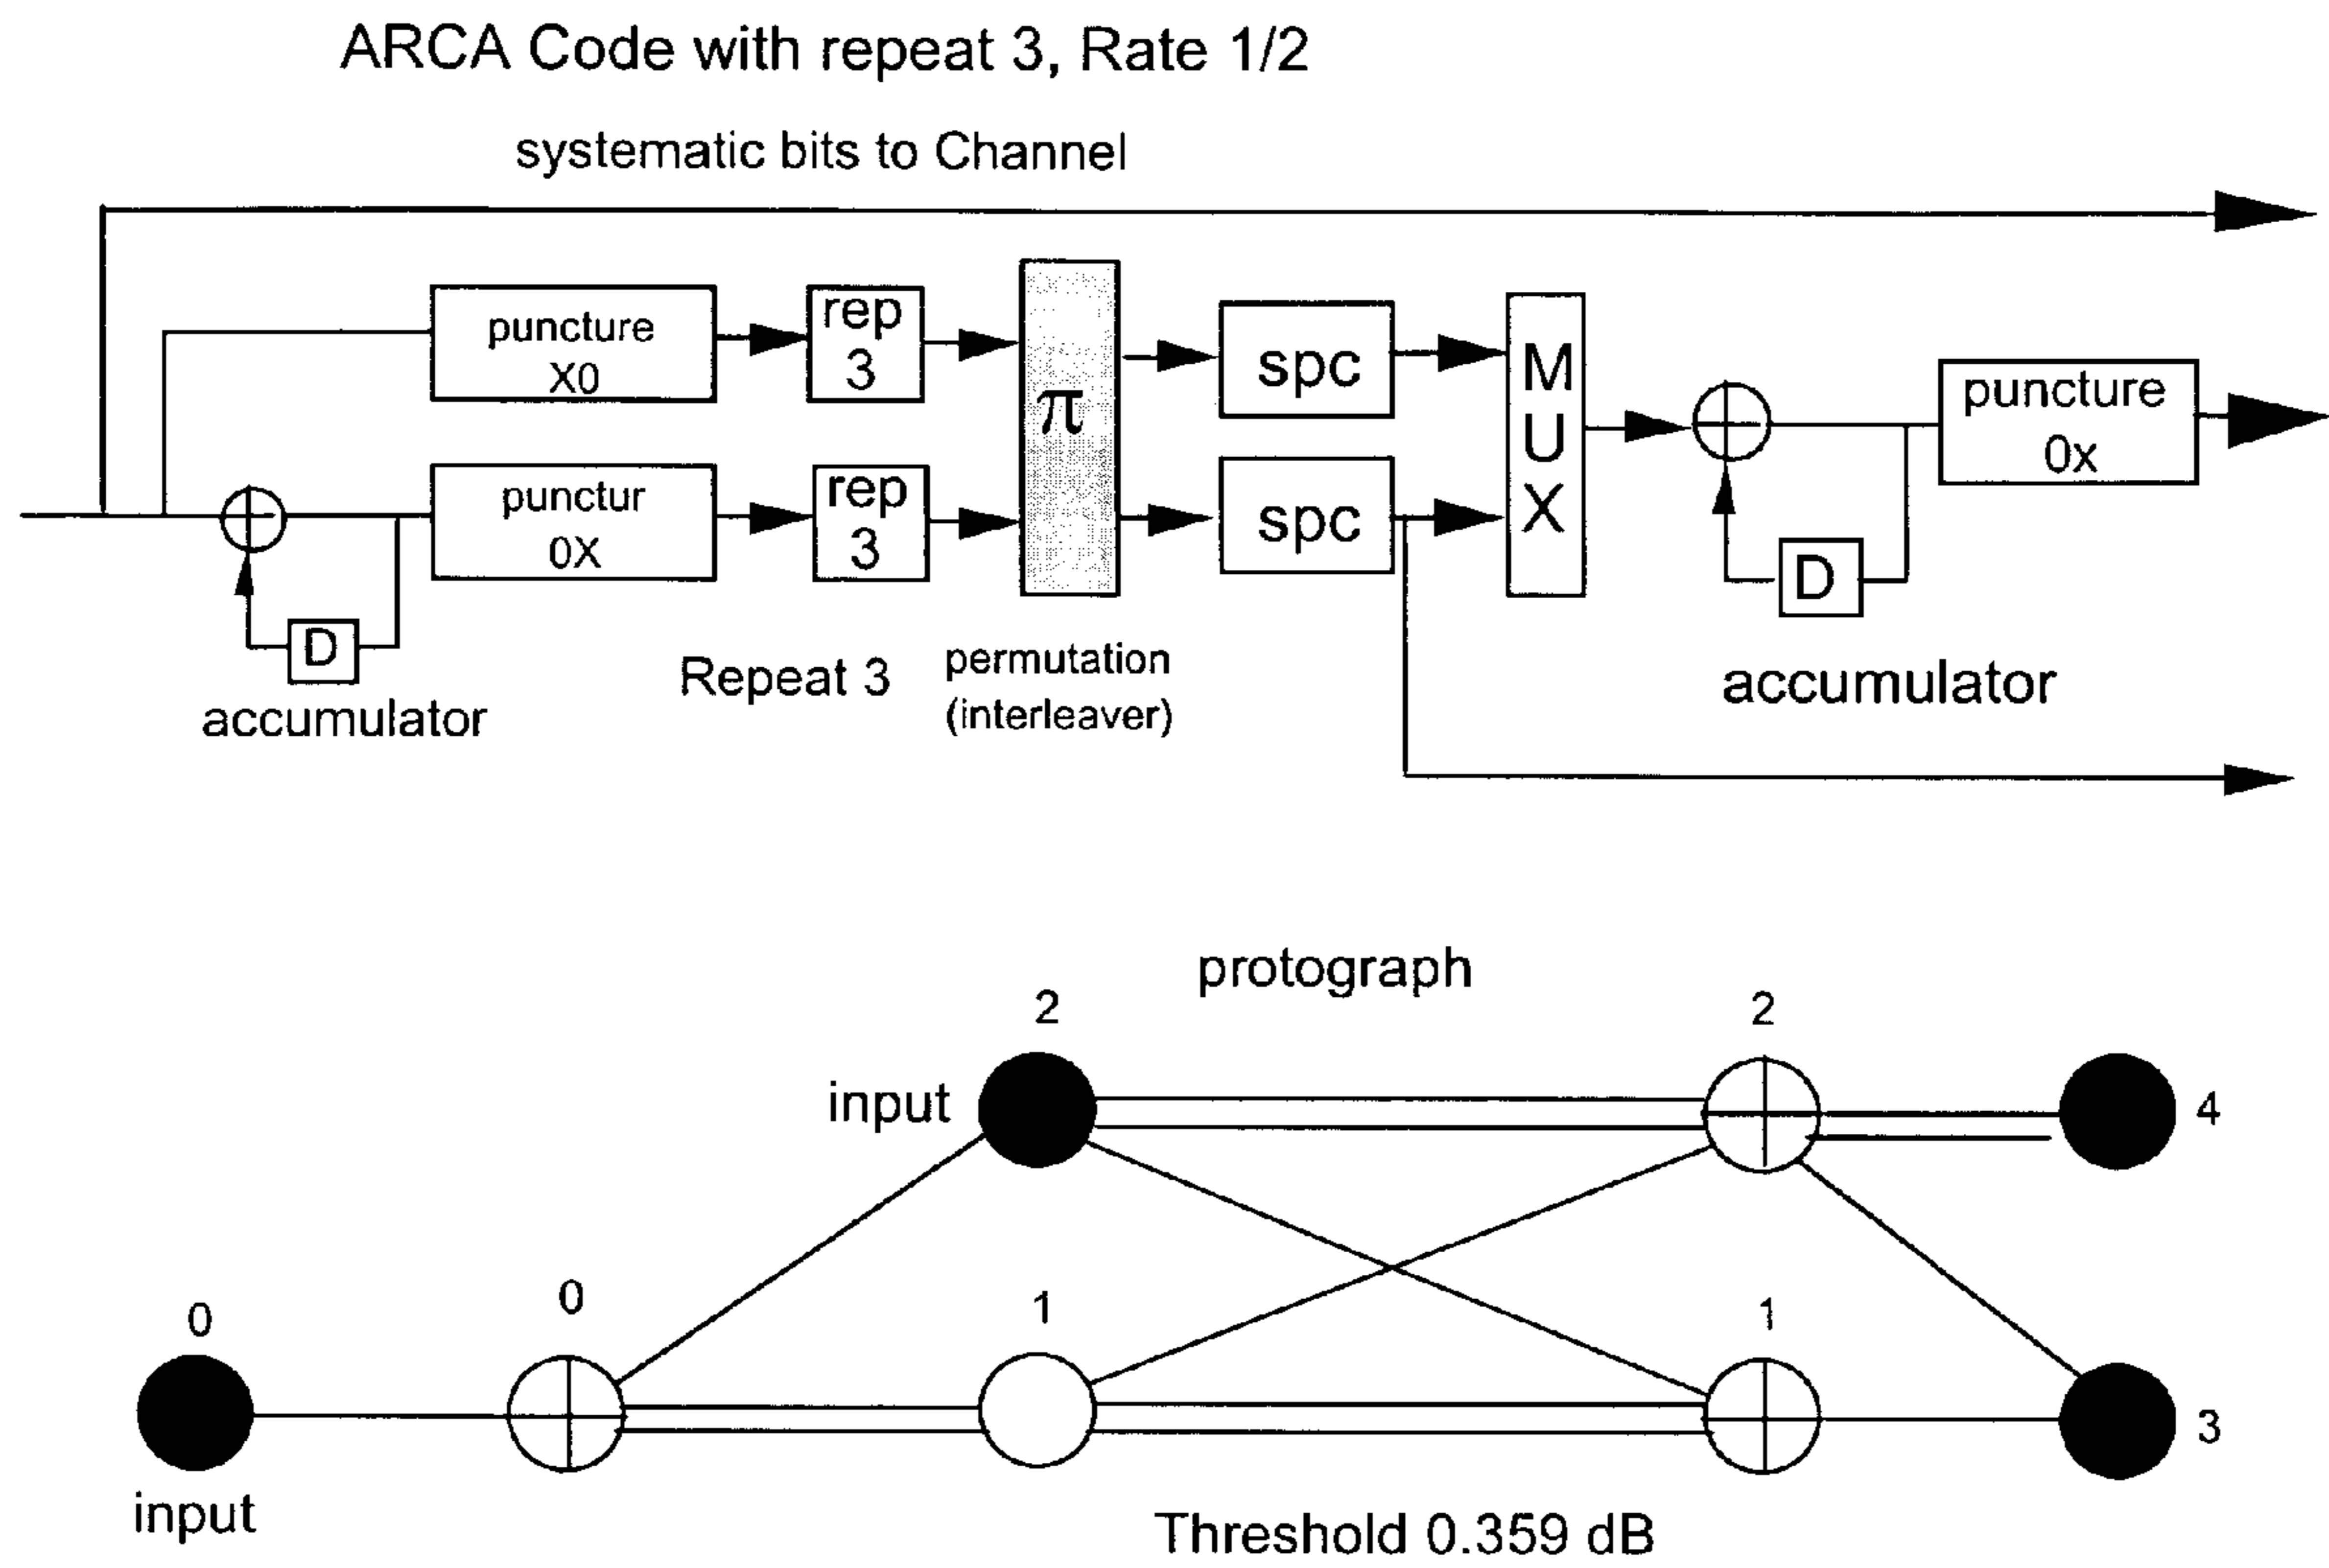 ARCA Code with repeat 3, Rate 1/2
systematic bits to Channel
puncture
X0
rep
3
π
spc
M
U
X
puncture
0x
punctur
0X
rep
3
spc
D
D
accumulator
Repeat 3
permutation
(interleaver)
accumulator
protograph
2
2
input
4
0
0
1
1
3
input
Threshold 0.359 dB